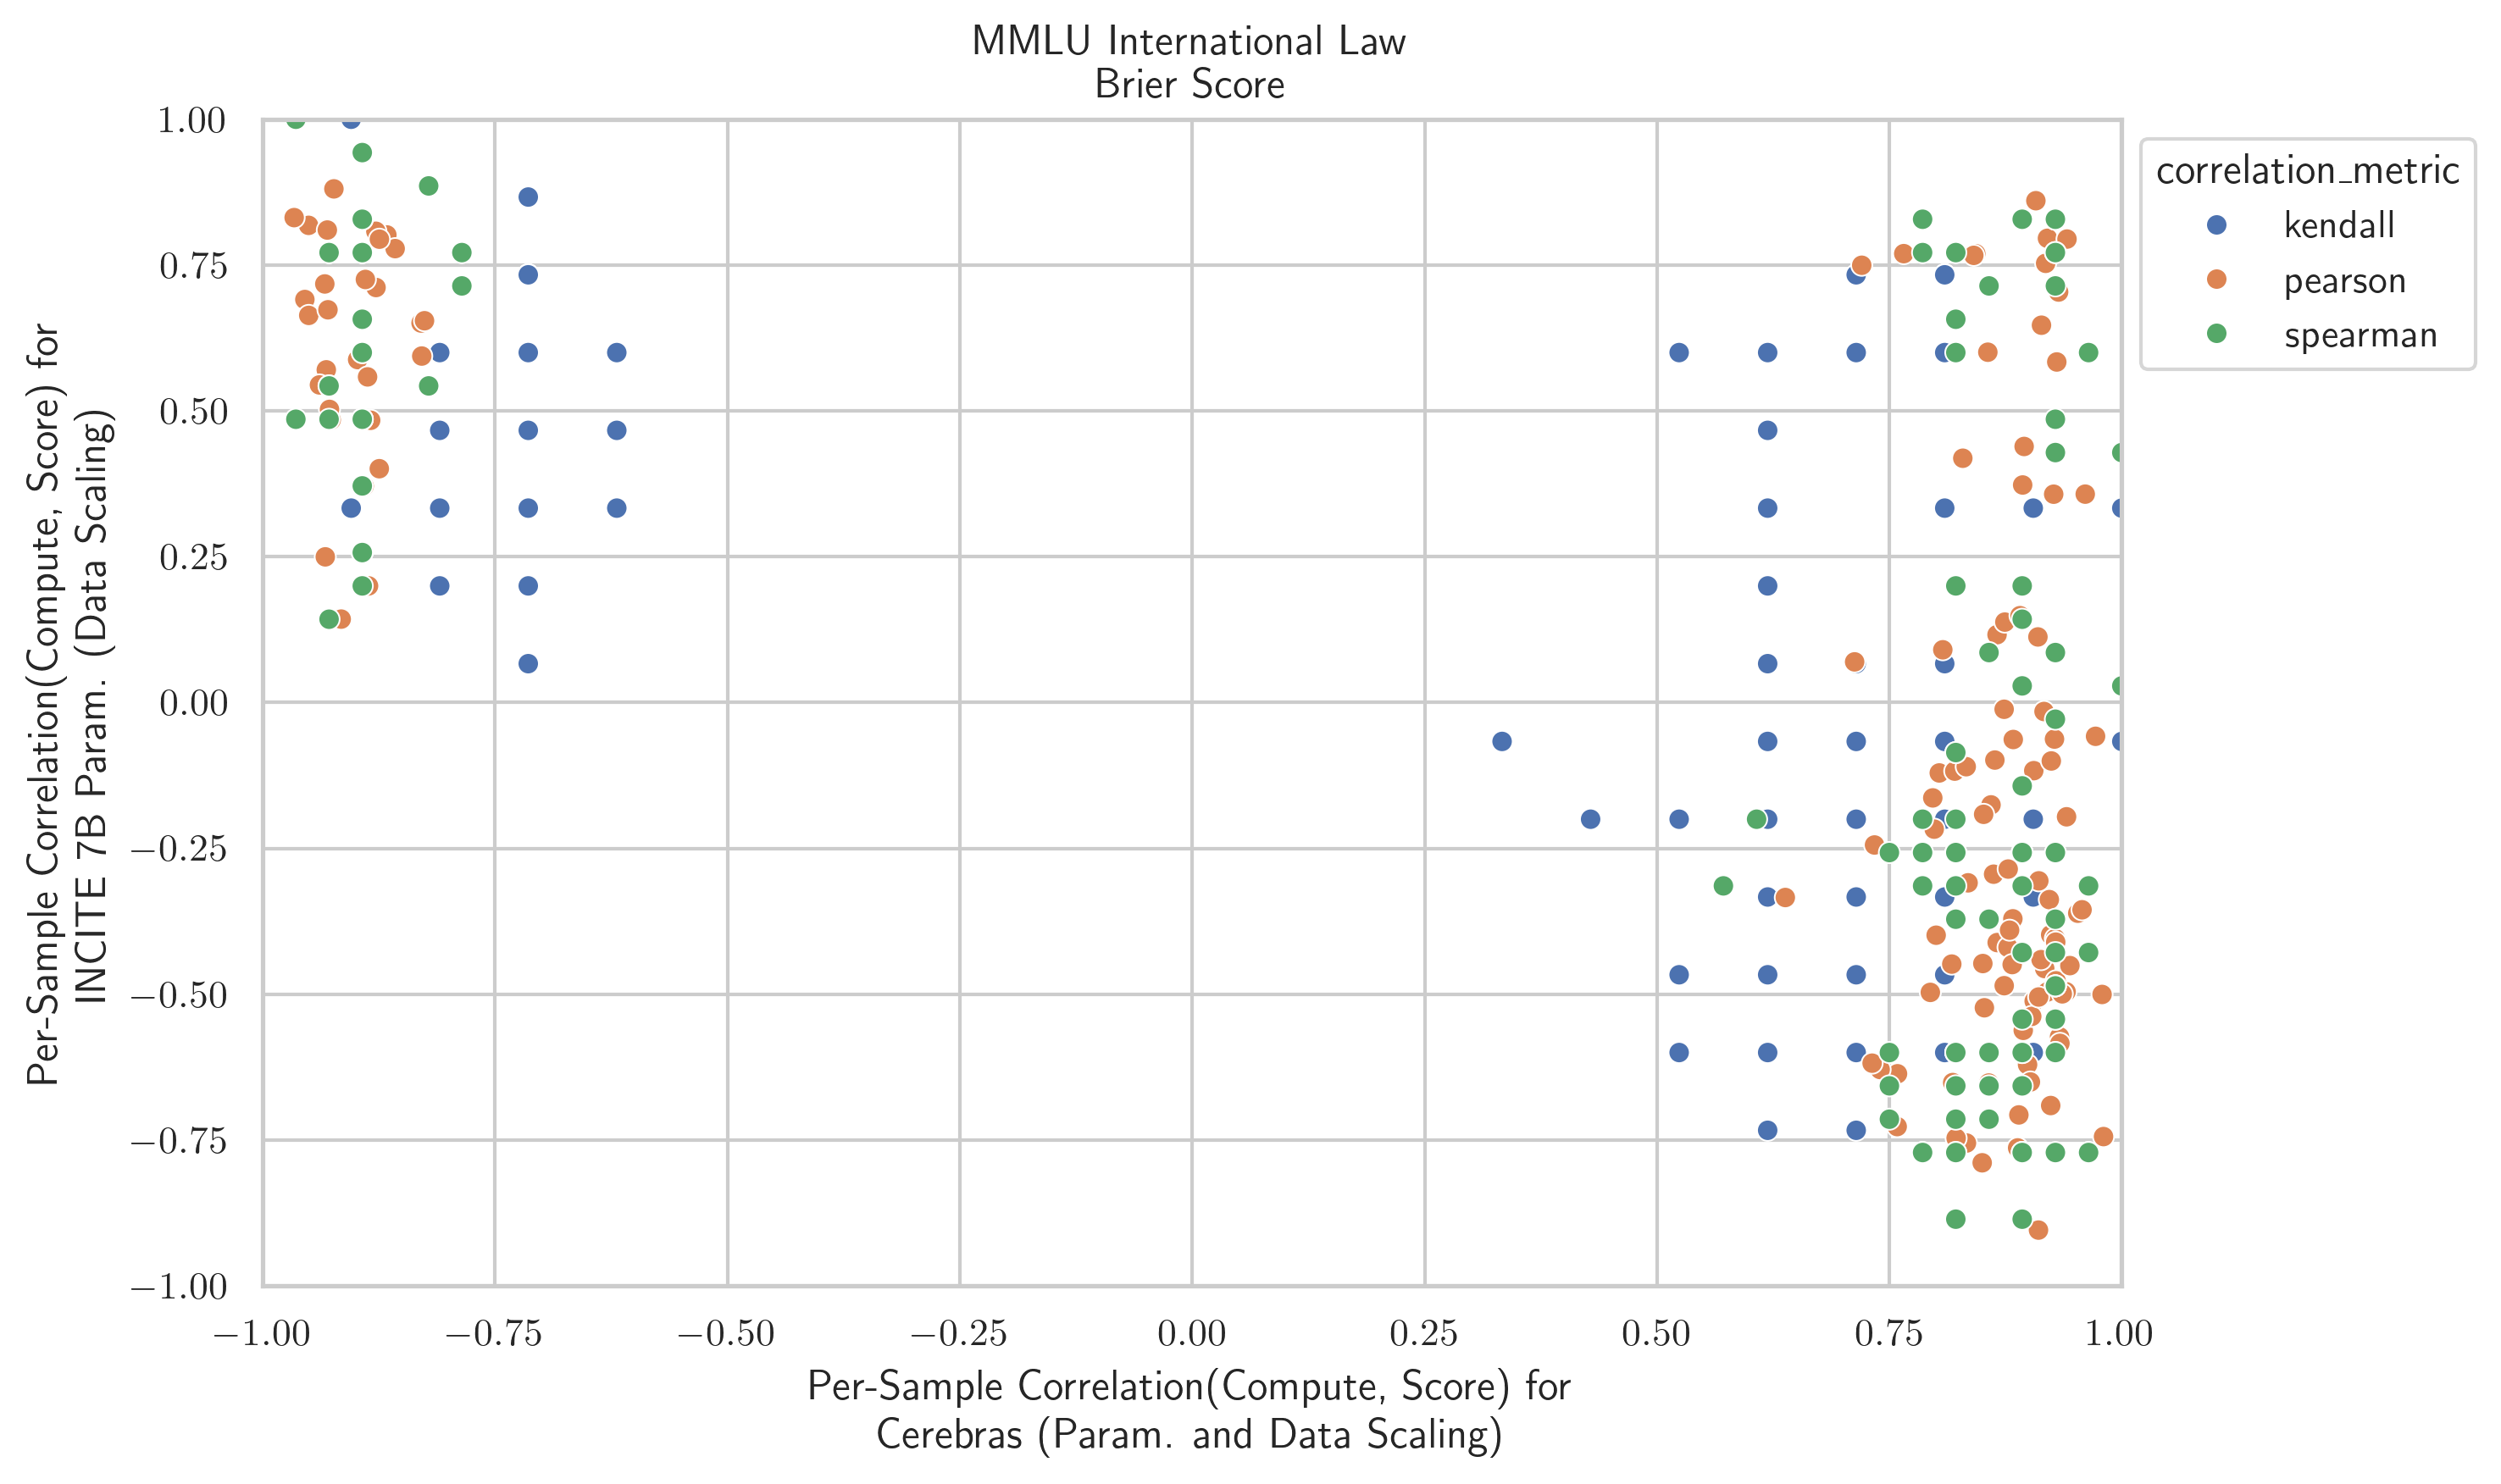 MMLU International Law
Brier Score
Per-Sample Correlation(Compute, Score) for
INCITE 7B Param. (Data Scaling)
1.00
0.75
0.50
0.25
0.00
−0.25
−0.50
−0.75
−1.00
−1.00
−0.75
−0.50
−0.25
0.00
0.25
0.50
0.75
1.00
Per-Sample Correlation(Compute, Score) for
Cerebras (Param. and Data Scaling)
correlation_metric
kendall
pearson
spearman